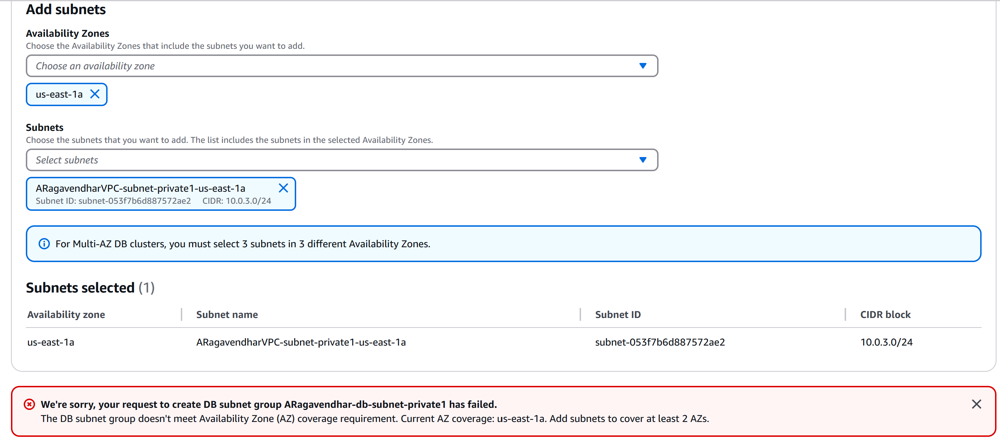 Add subnets
Availability Zones
Choose the Availability Zones that include the subnets you want to add.
Choose an availability zone
us-east-1a
Subnets
Choose the subnets that you want to add. The list includes the subnets in the selected Availability Zones.
Select subnets
ARagavendharVPC-subnet-private1-us-east-1a
Subnet ID: subnet-053f7b6d887572ae2 CIDR: 10.0.3.0/24
For Multi-AZ DB clusters, you must select 3 subnets in 3 different Availability Zones.
Subnets selected (1)
Availability zone Subnet name Subnet ID CIDR block
us-east-1a ARagavendharVPC-subnet-private1-us-east-1a subnet-053f7b6d887572ae2 10.0.3.0/24
We're sorry, your request to create DB subnet group ARagavendhar-db-subnet-private1 has failed.
The DB subnet group doesn't meet Availability Zone (AZ) coverage requirement. Current AZ coverage: us-east-1a. Add subnets to cover at least 2 AZs.